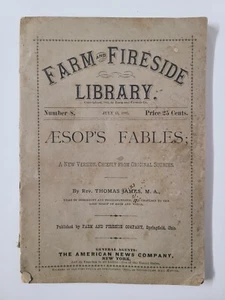 FARM AND FIRESIDE
LIBRARY.
Number 8.
Price 25 Cents.
ÆSOP'S FABLES;
A NEW VERSION, CHIEFLY FROM ORIGINAL SOURCES
By Rev. THOMAS JAMES, M. A.,
Published by FARM AND FIRESIDE COMPANY, Springfield, Ohio.
GENERAL AGENTS:
THE AMERICAN NEWS COMPANY,
NEW YORK.